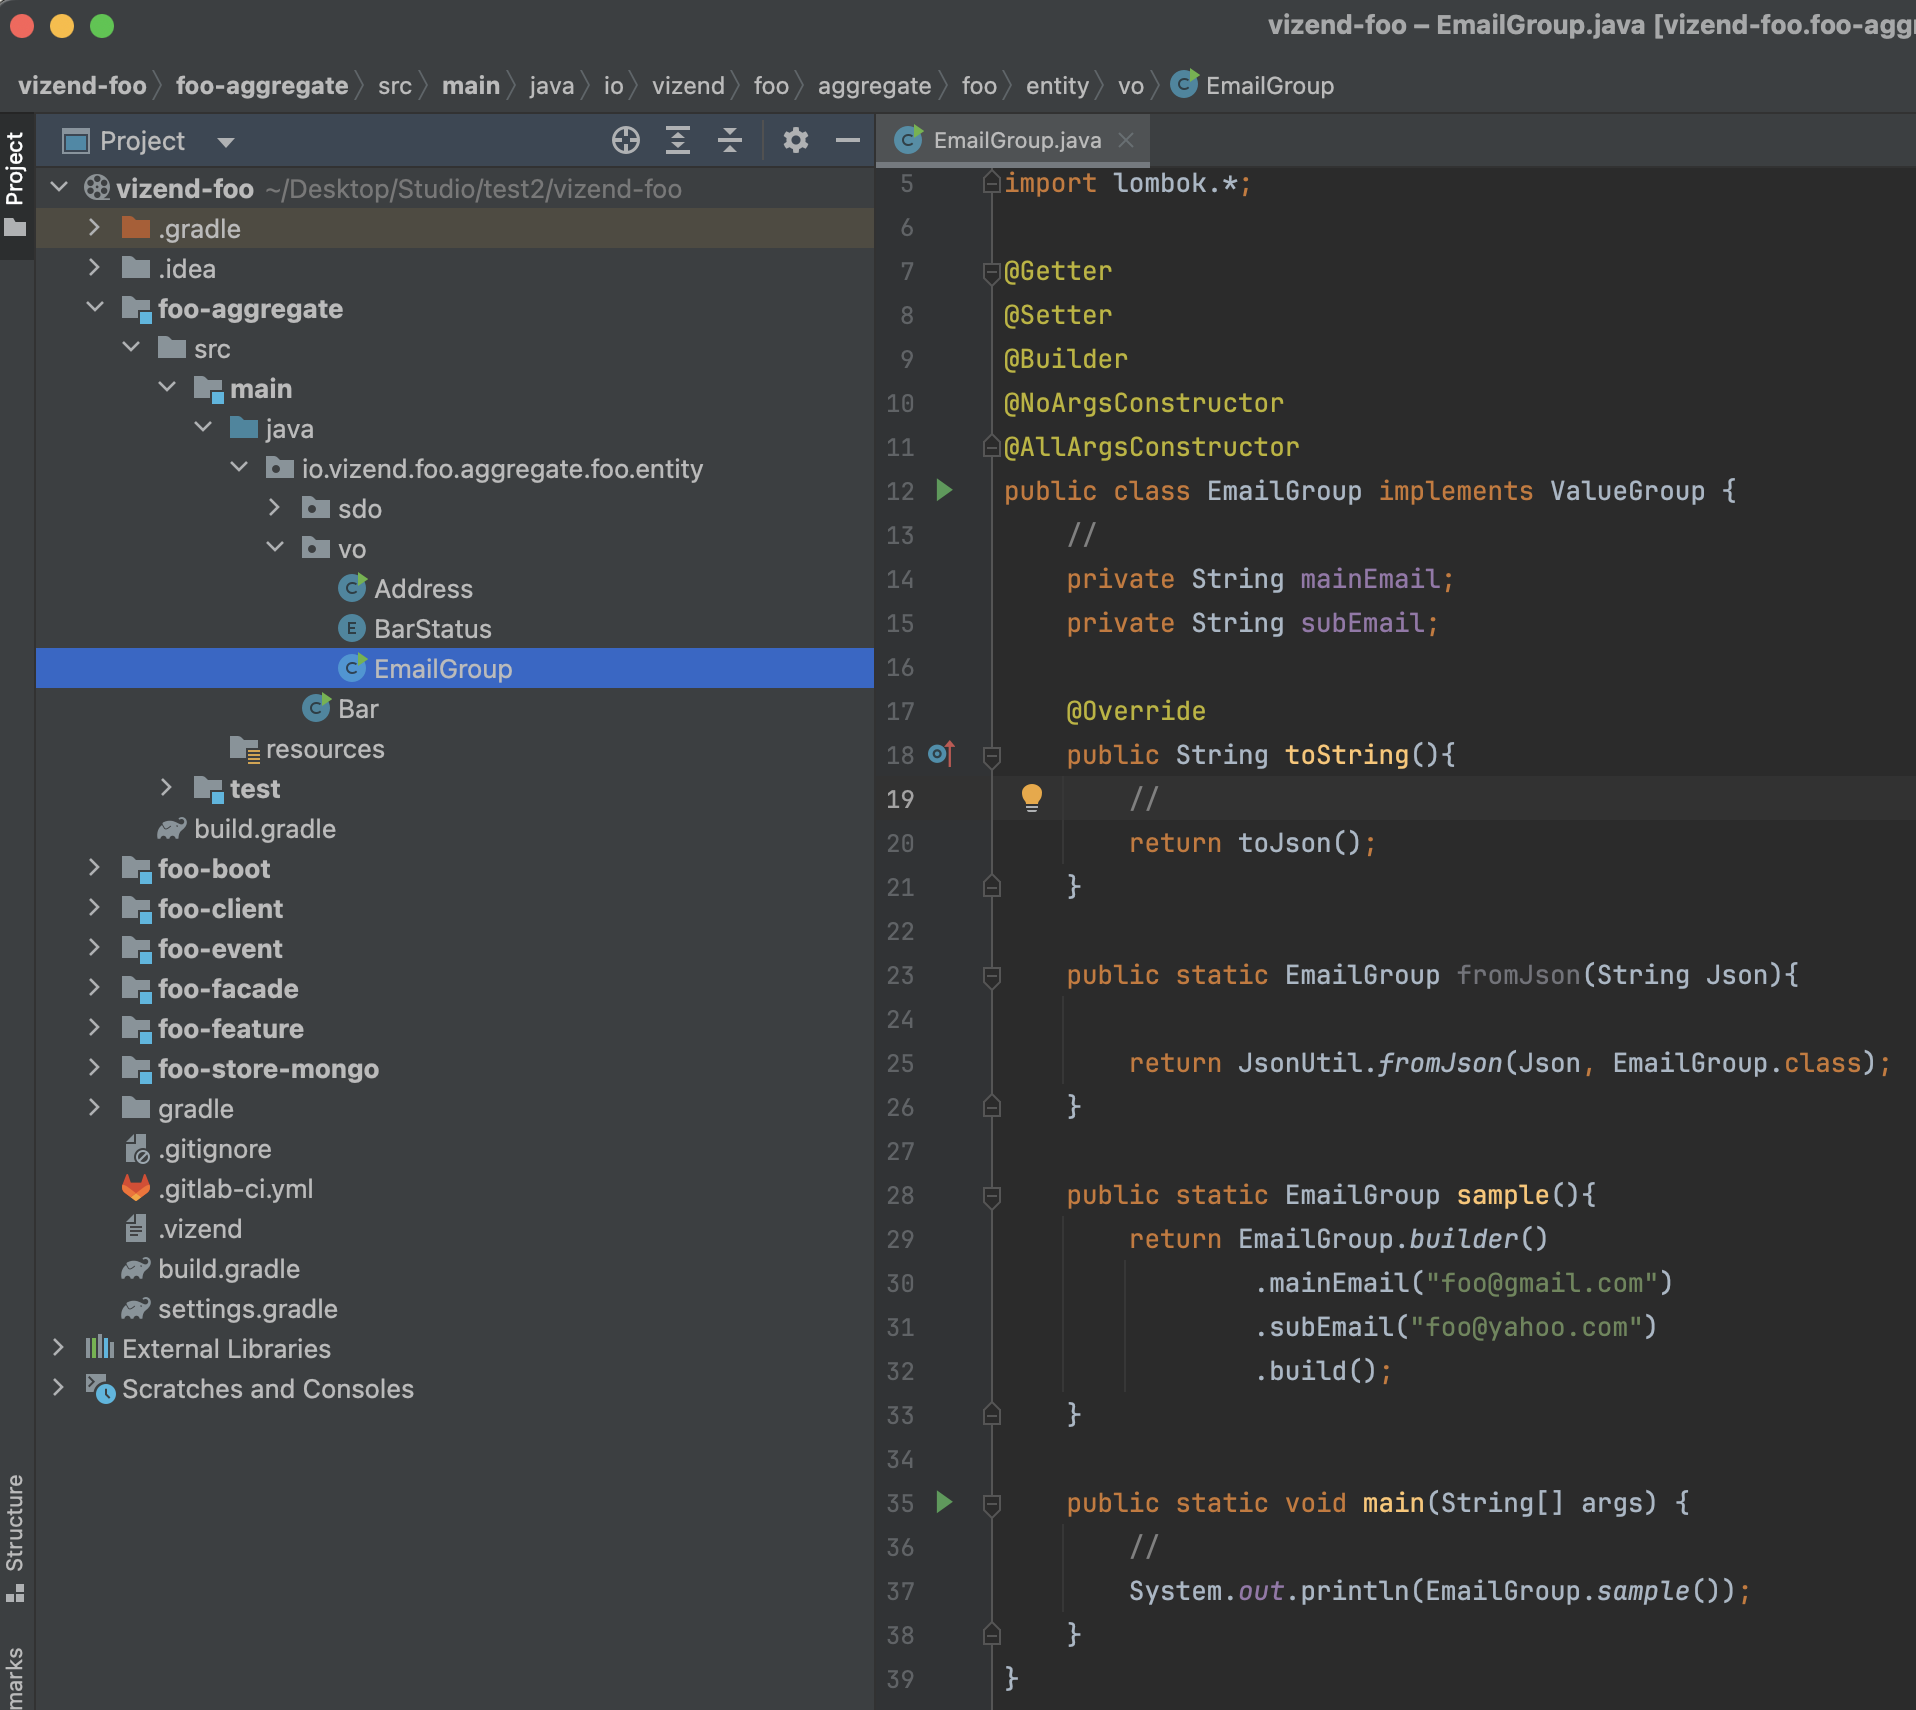 vizend-foo – EmailGroup.java [vizend-foo.foo-aggr
vizend-foo foo-aggregate src main java io vizend foo aggregate foo entity vo EmailGroup
Project
Project
EmailGroup.java
vizend-foo ~/Desktop/Studio/test2/vizend-foo
.gradle
.idea
foo-aggregate
src
main
java
io.vizend.foo.aggregate.foo.entity
sdo
vo
Address
BarStatus
EmailGroup
Bar
resources
test
build.gradle
foo-boot
foo-client
foo-event
foo-facade
foo-feature
foo-store-mongo
gradle
.gitignore
.gitlab-ci.yml
.vizend
build.gradle
settings.gradle
External Libraries
Scratches and Consoles
Structure
marks
5 import lombok.*;
6
7 @Getter
8 @Setter
9 @Builder
10 @NoArgsConstructor
11 @AllArgsConstructor
12 public class EmailGroup implements ValueGroup {
13 //
14 private String mainEmail;
15 private String subEmail;
16
17 @Override
18 public String toString(){
19 //
20 return toJson();
21 }
22
23 public static EmailGroup fromJson(String Json){
24
25 return JsonUtil.fromJson(Json, EmailGroup.class);
26 }
27
28 public static EmailGroup sample(){
29 return EmailGroup.builder()
30 .mainEmail("foo@gmail.com")
31 .subEmail("foo@yahoo.com")
32 .build();
33 }
34
35 public static void main(String[] args) {
36 //
37 System.out.println(EmailGroup.sample());
38 }
39 }